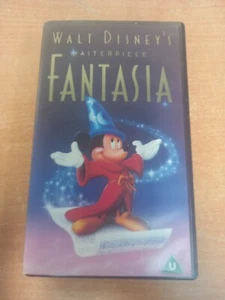 WALT DISNEY'S
MASTERPIECE
FANTASIA
U